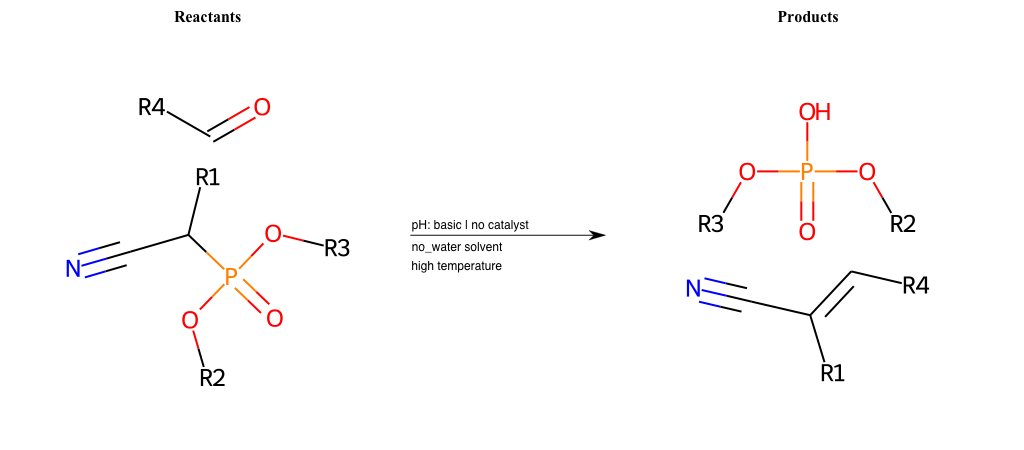 Reactants
Products
R4
O
R1
N
O
R3
P
O
O
R2
pH: basic | no catalyst
no_water solvent
high temperature
OH
O
P
O
R3
O
R2
N
R4
R1